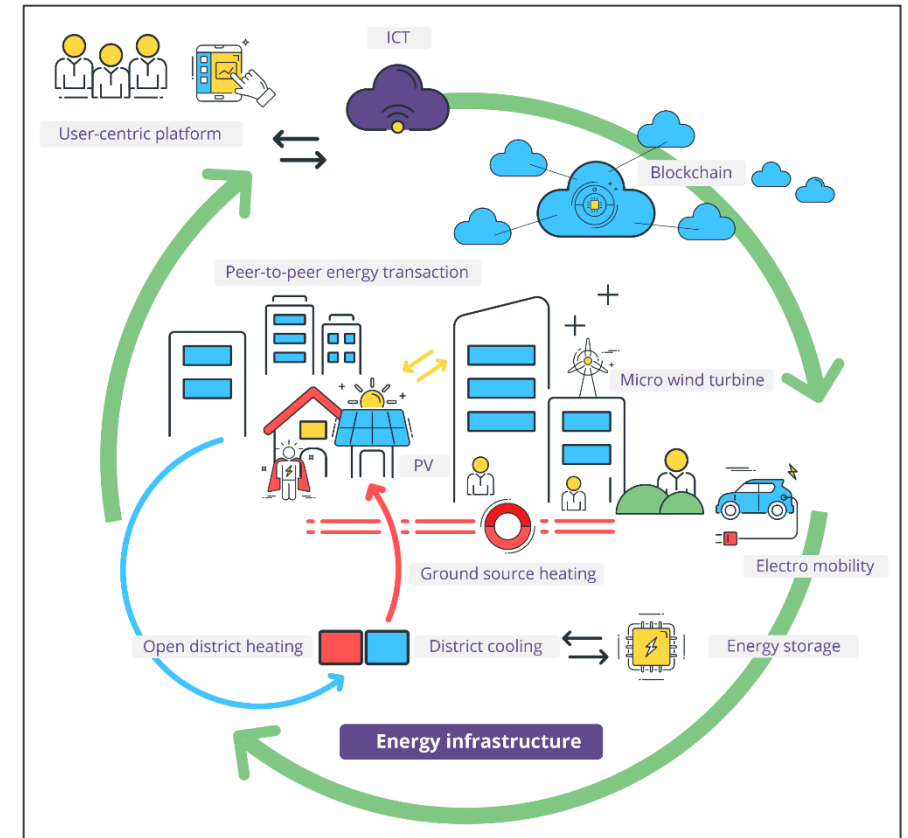 ICT
User-centric platform
Blockchain
Peer-to-peer energy transaction
Micro wind turbine
PV
Electro mobility
Ground source heating
Open district heating
District cooling
Energy storage
Energy infrastructure